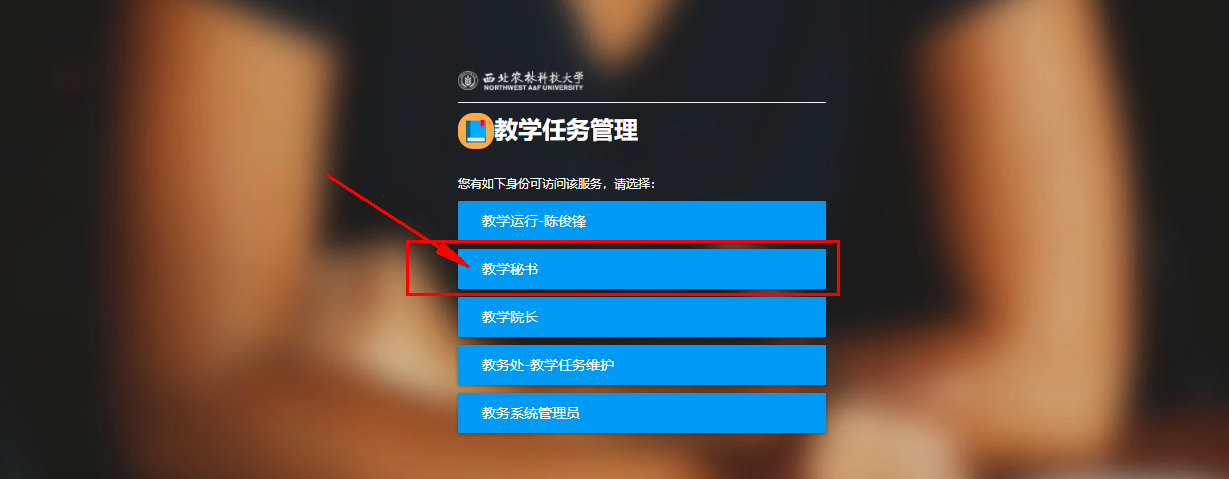 西北农林科技大学
NORTHWEST A&F UNIVERSITY
教学任务管理
您有如下身份可访问该服务，请选择：
教学运行-陈俊锋
教学秘书
教学院长
教务处-教学任务维护
教务系统管理员